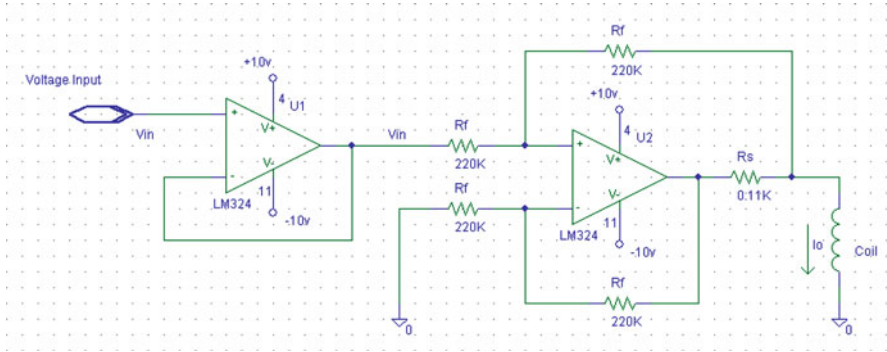 Voltage Input
Vin
+10v
4
U1
+
V+
-
V-
11
LM324
-10v
Vin
Rf
220K
Rf
220K
Rf
220K
+10v
4
U2
+
V+
-
V-
11
LM324
-10v
Rf
220K
Rs
0.11K
Io
Coil
0
0